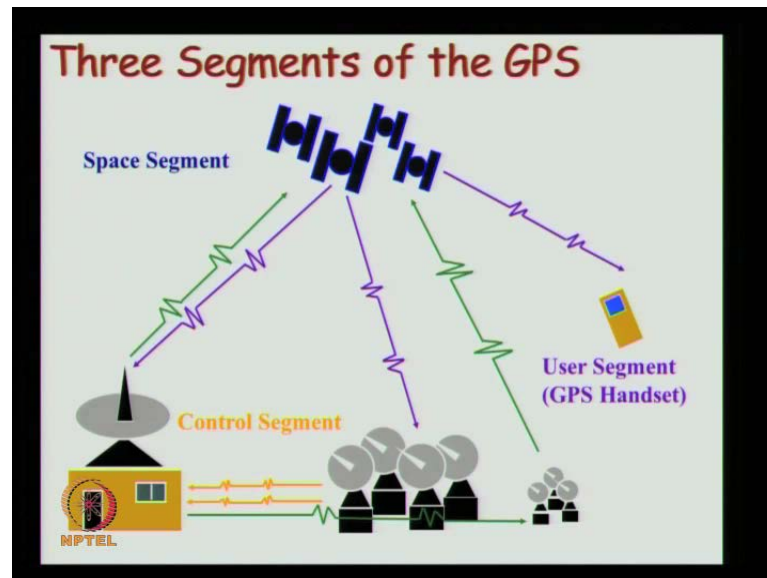 Three Segments of the GPS
Space Segment
User Segment
(GPS Handset)
Control Segment
NPTEL